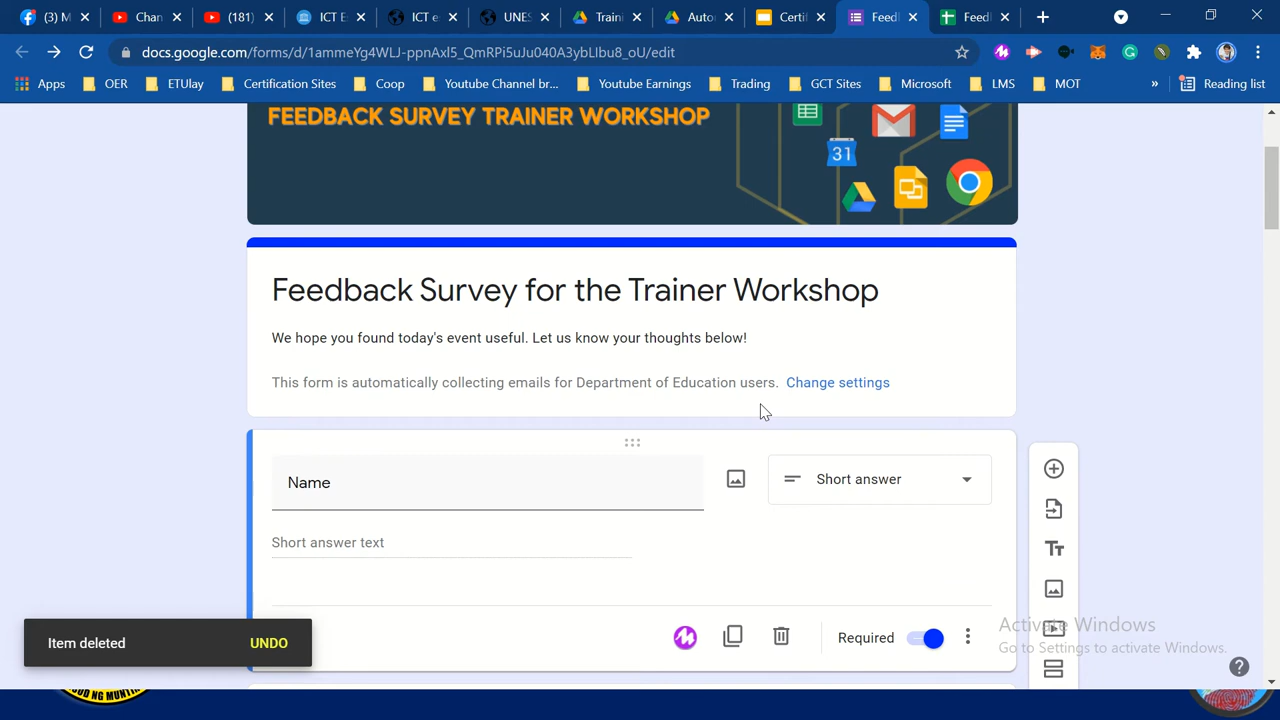 (3) M
Chan
(181)
ICT E
ICT e
UNES
Traini
Auto
Certif
Feed
Feed
docs.google.com/forms/d/1ammeYg4WLJ-ppnAxI5_QmRPi5uJu040A3ybLIbu8_oU/edit
Apps
OER
ETUlay
Certification Sites
Coop
Youtube Channel br...
Youtube Earnings
Trading
GCT Sites
Microsoft
LMS
MOT
»
Reading list
FEEDBACK SURVEY TRAINER WORKSHOP
31
Feedback Survey for the Trainer Workshop
We hope you found today's event useful. Let us know your thoughts below!
This form is automatically collecting emails for Department of Education users. Change settings
Name
Short answer
Short answer text
Item deleted
UNDO
Required
Activate Windows
Go to Settings to activate Windows.